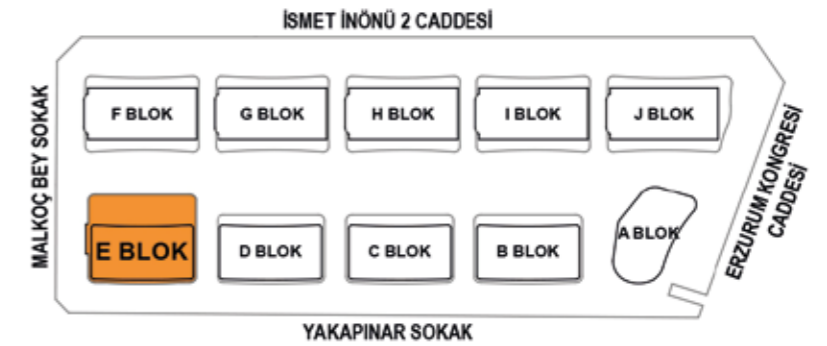 İSMET İNÖNÜ 2 CADDESİ
MALKOÇ BEY SOKAK
F BLOK
G BLOK
H BLOK
I BLOK
J BLOK
ERZURUM KONGRESİ
CADDESİ
E BLOK
D BLOK
C BLOK
B BLOK
A BLOK
YAKAPINAR SOKAK